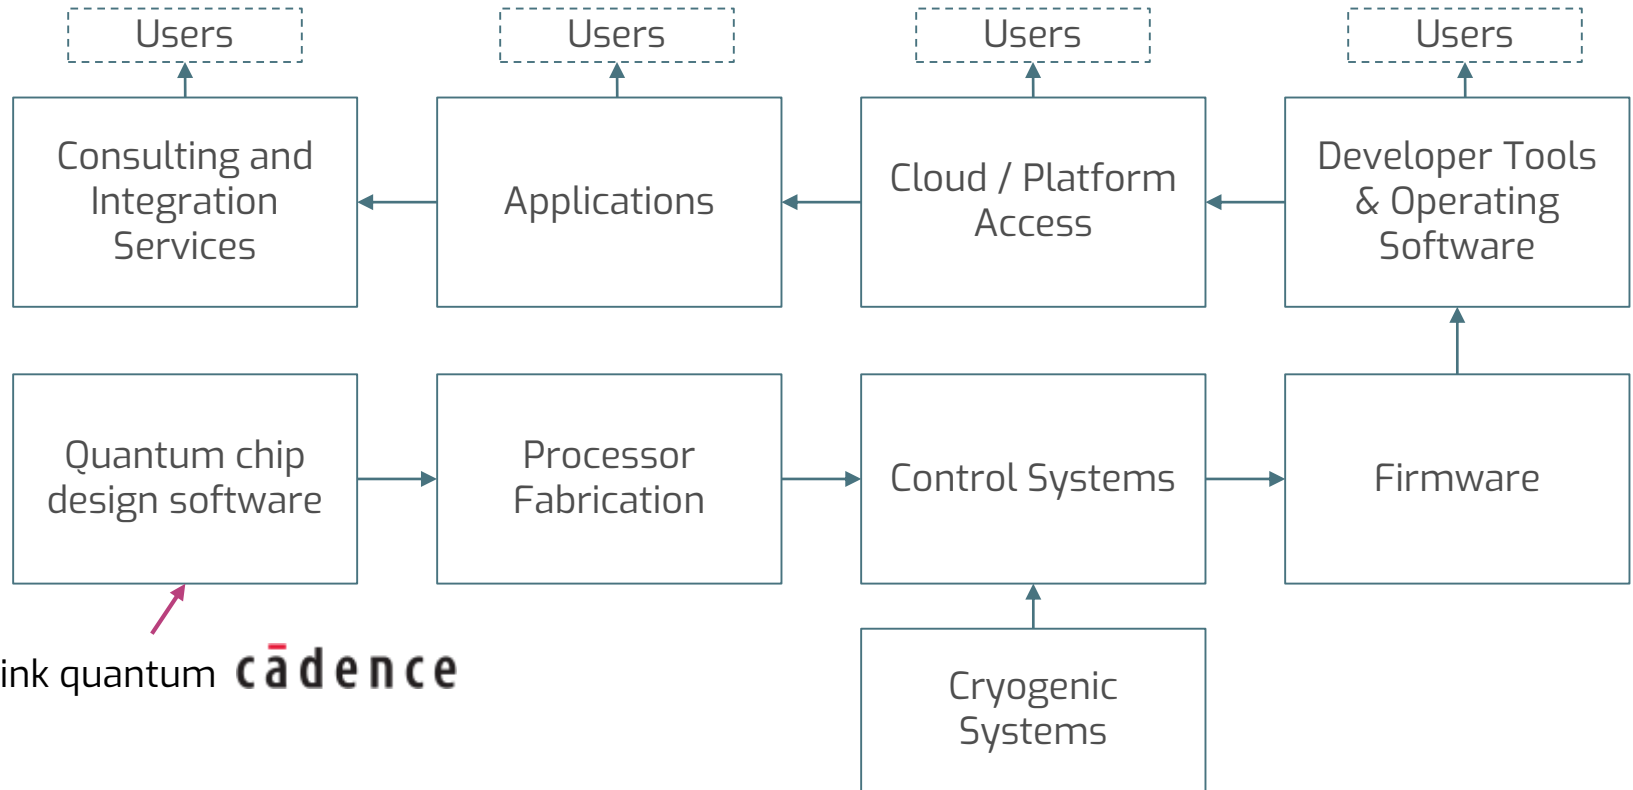 Users
Users
Users
Users
Consulting and
Integration
Services
Applications
Cloud / Platform
Access
Developer Tools
& Operating
Software
Quantum chip
design software
Processor
Fabrication
Control Systems
Firmware
ink quantum cādence
Cryogenic
Systems